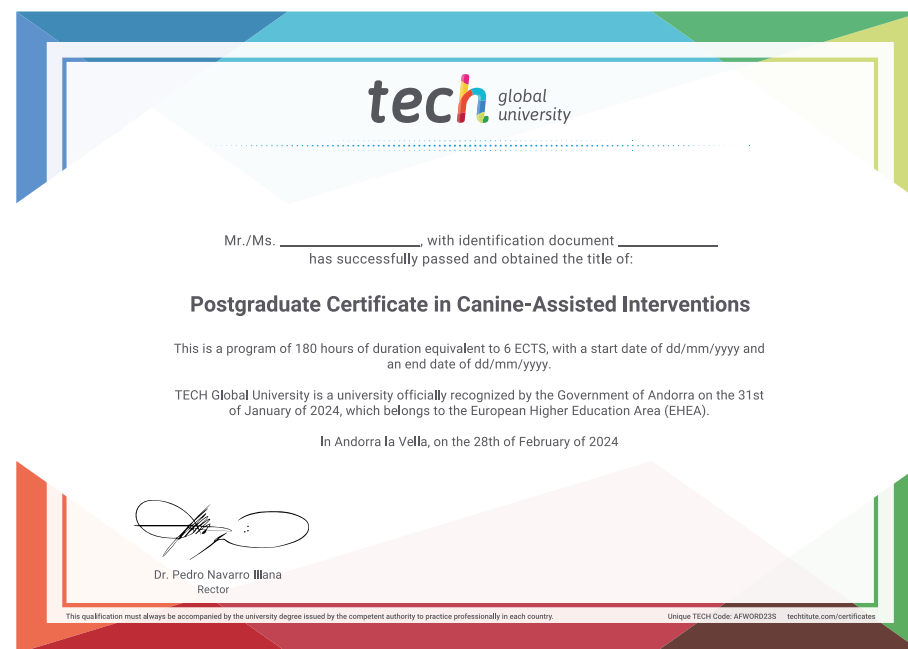 tech global university
Mr./Ms. ____________, with identification document ____________
has successfully passed and obtained the title of:
Postgraduate Certificate in Canine-Assisted Interventions
This is a program of 180 hours of duration equivalent to 6 ECTS, with a start date of dd/mm/yyyy and
an end date of dd/mm/yyyy.
TECH Global University is a university officially recognized by the Government of Andorra on the 31st
of January of 2024, which belongs to the European Higher Education Area (EHEA).
In Andorra la Vella, on the 28th of February of 2024
Dr. Pedro Navarro Illana
Rector
This qualification must always be accompanied by the university degree issued by the competent authority to practice professionally in each country.
Unique TECH Code: AFWORD23S techtitute.com/certificates